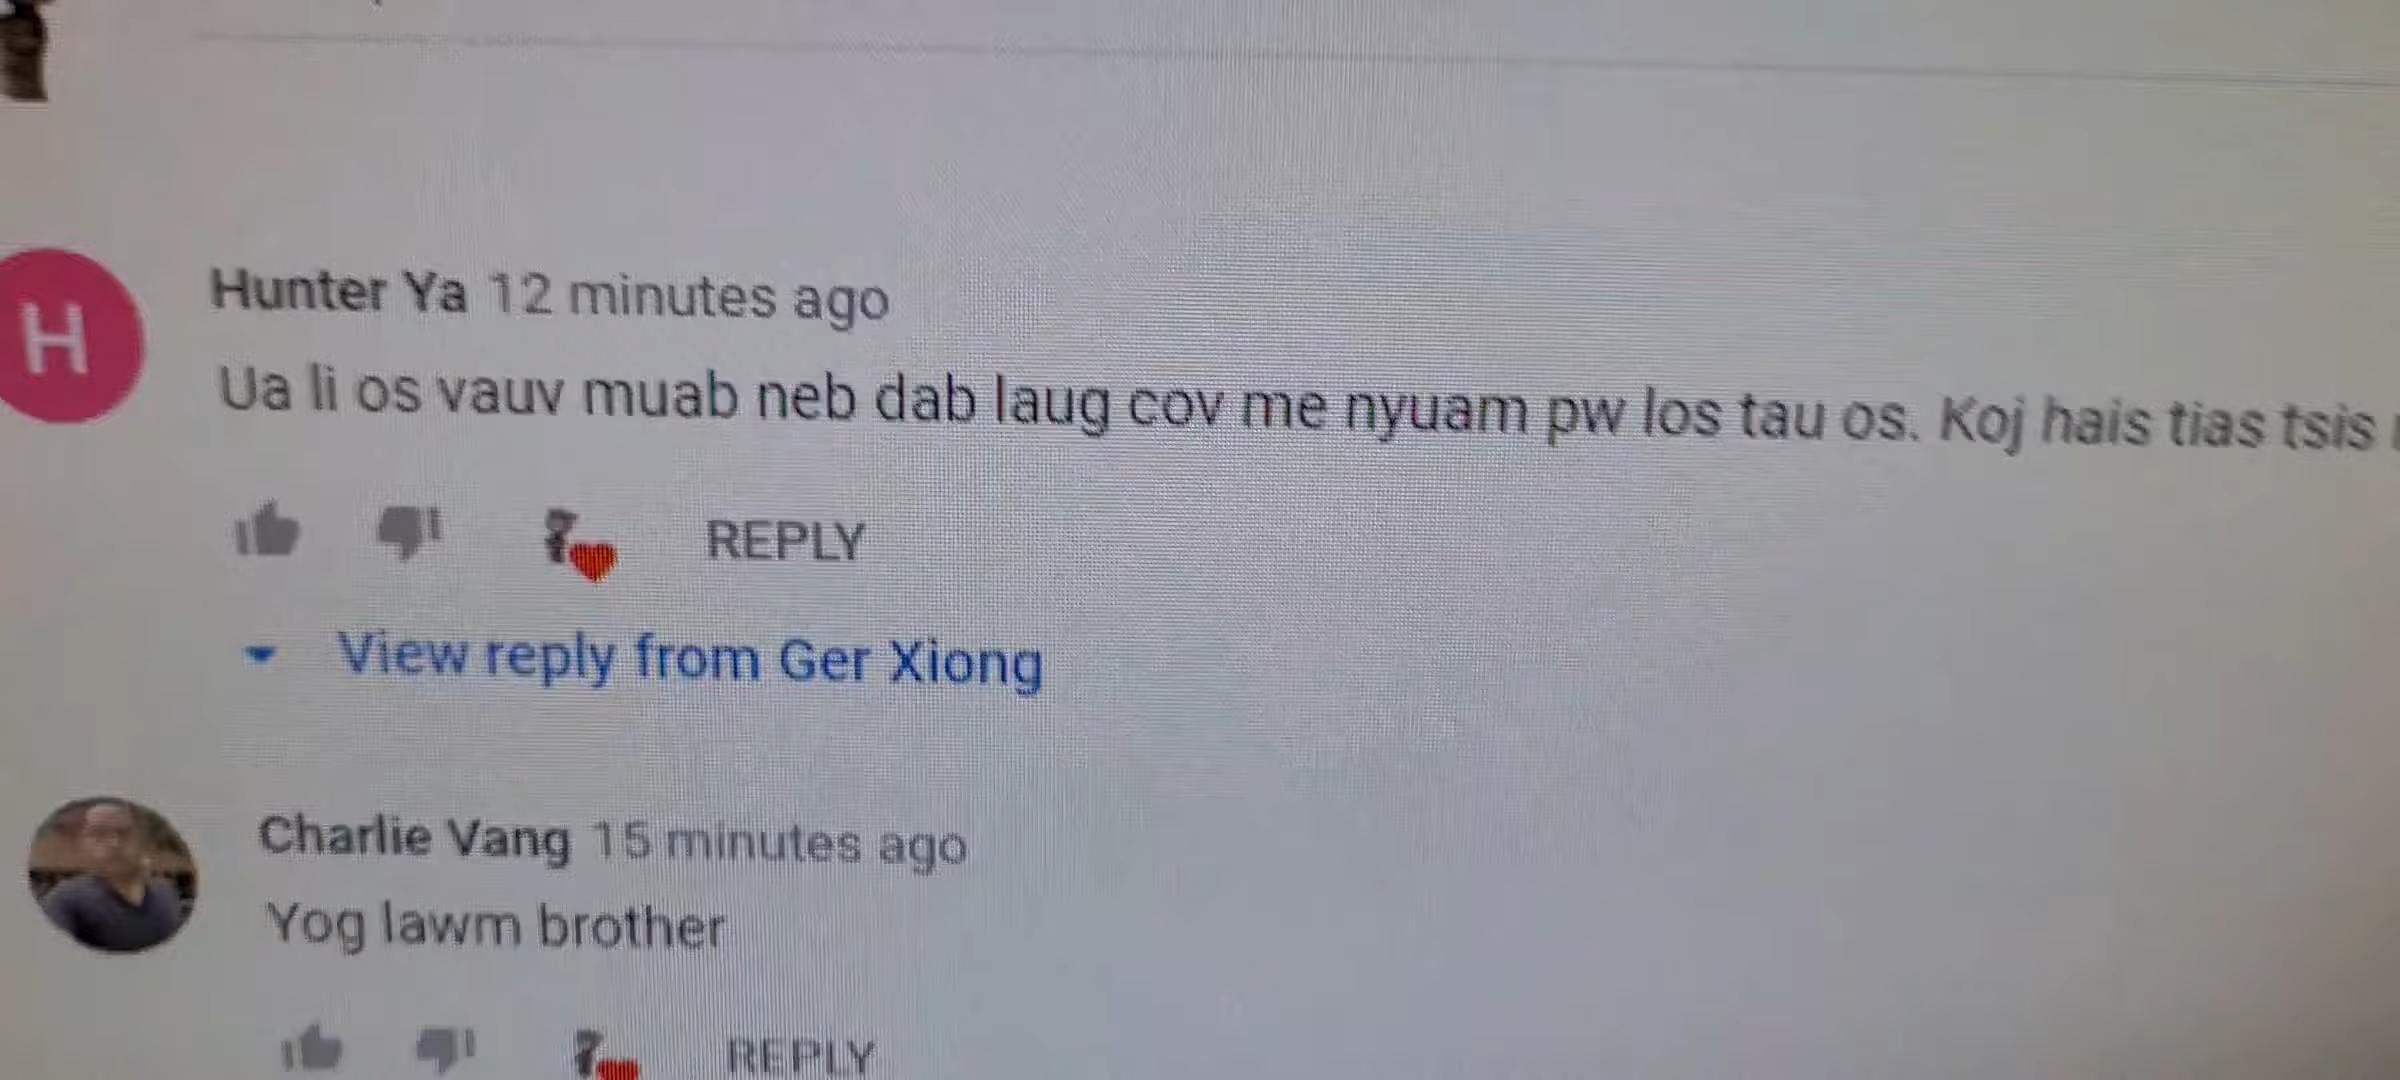 H
Hunter Ya 12 minutes ago
Ua li os vauv muab neb dab laug cov me nyuam pw los tau os. Koj hais tias tsis
REPLY
View reply from Ger Xiong
Charlie Vang 15 minutes ago
Yog lawm brother
REPLY